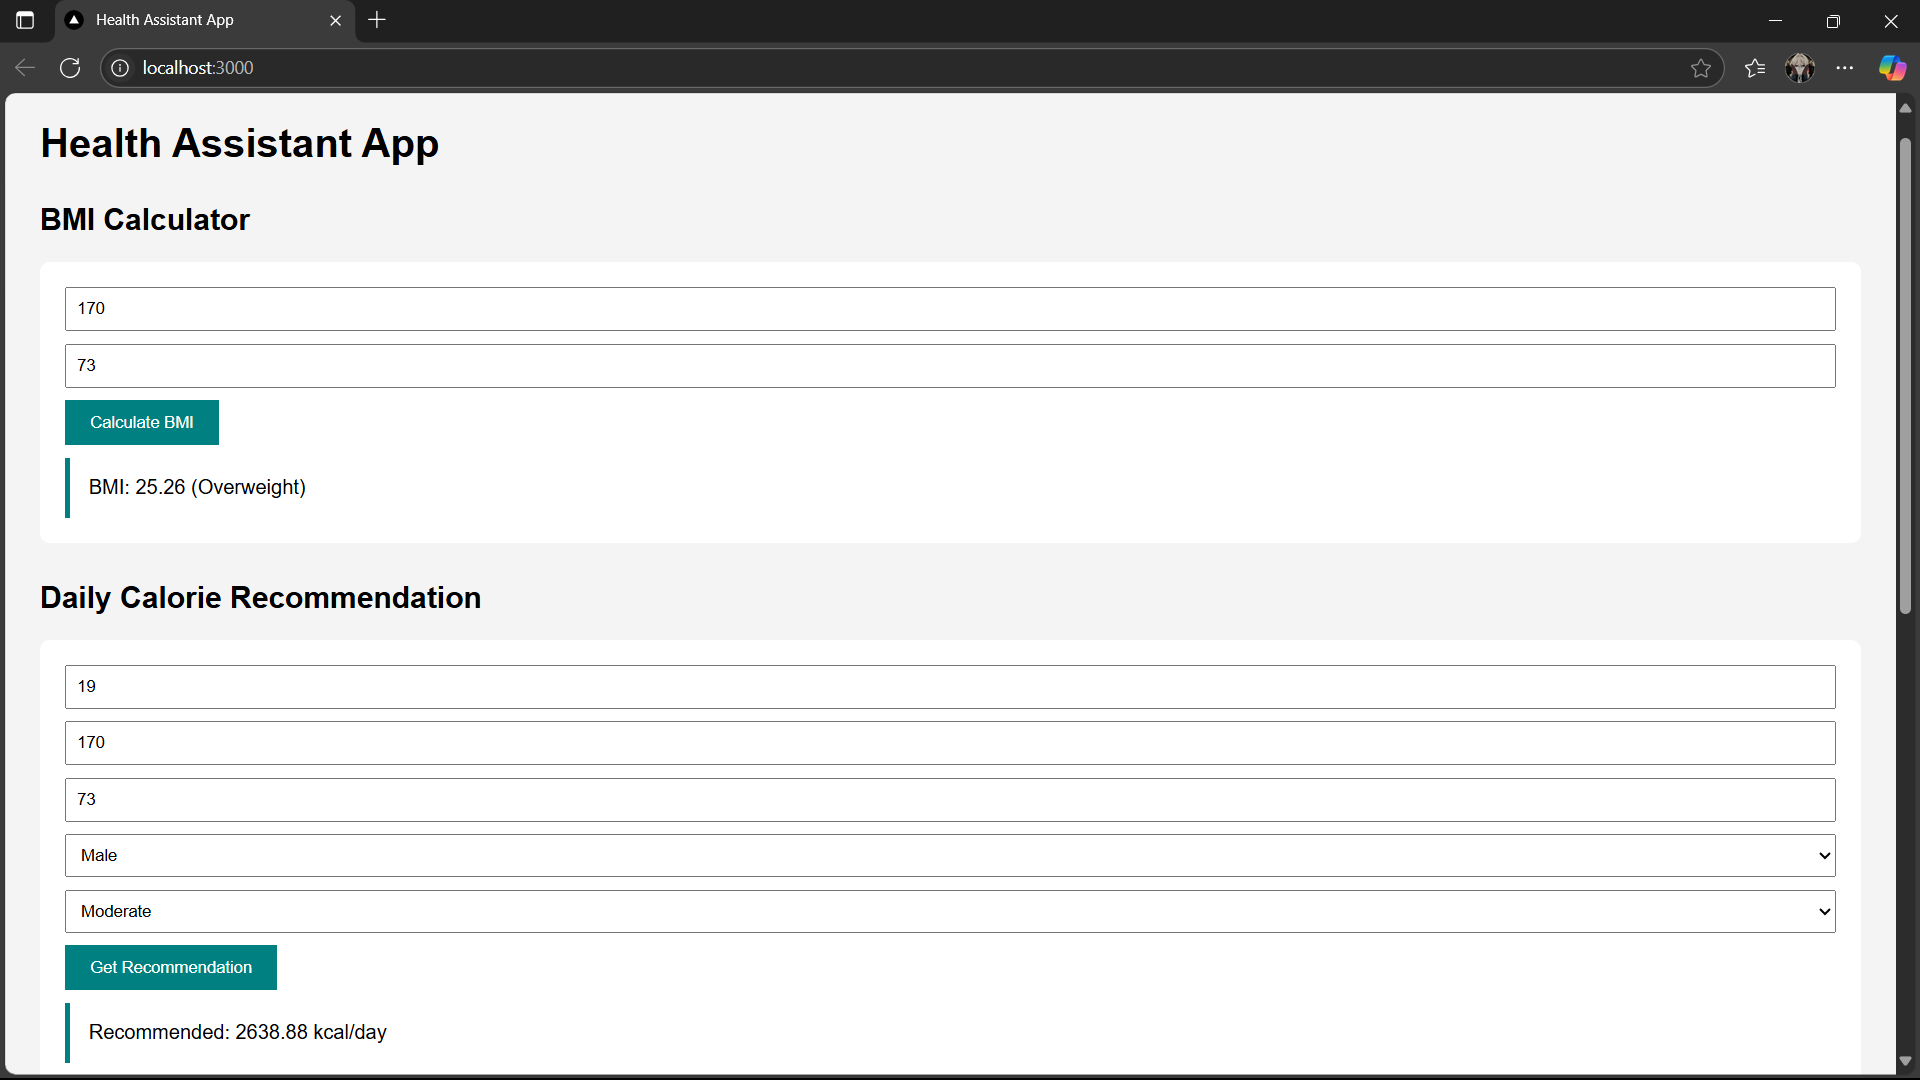 Health Assistant App
localhost:3000
Health Assistant App
BMI Calculator
170
73
Calculate BMI
BMI: 25.26 (Overweight)
Daily Calorie Recommendation
19
170
73
Male
Moderate
Get Recommendation
Recommended: 2638.88 kcal/day